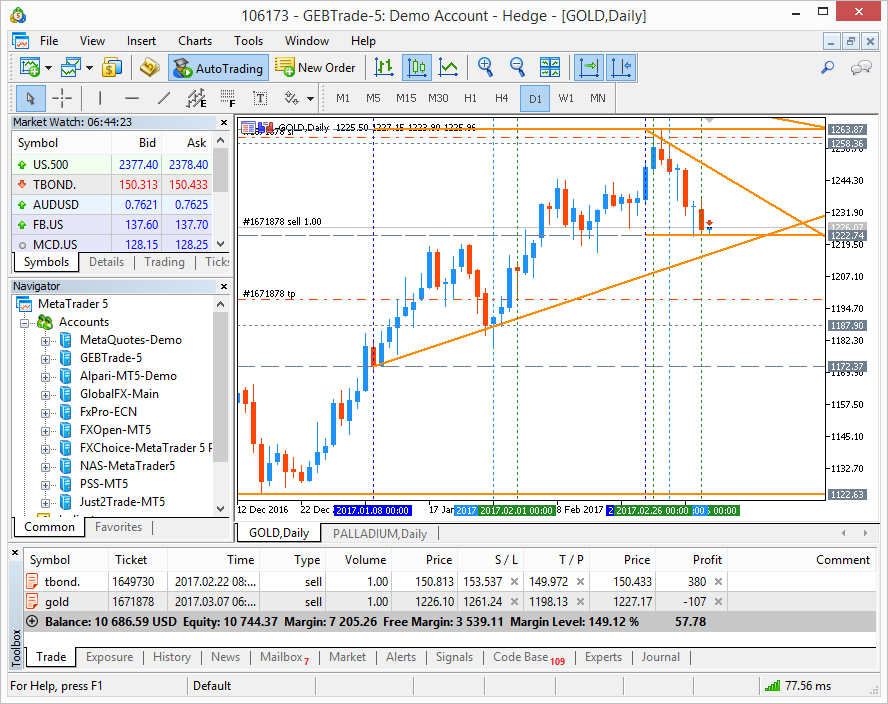 106173 - GEBTrade-5: Demo Account - Hedge - [GOLD,Daily]
File View Insert Charts Tools Window Help
AutoTrading New Order
E F T
M1 M5 M15 M30 H1 H4 D1 W1 MN
Market Watch: 06:44:23
Symbol Bid Ask
US.500 2377.40 2378.40
TBOND. 150.313 150.433
AUDUSD 0.7621 0.7625
FB.US 137.60 137.70
MCD.US 128.15 128.25
Symbols Details Trading Ticks
Navigator
MetaTrader 5
Accounts
MetaQuotes-Demo
GEBTrade-5
Alpari-MT5-Demo
GlobalFX-Main
FxPro-ECN
FXOpen-MT5
FXChoice-MetaTrader 5 P
NAS-MetaTrader5
PSS-MT5
Just2Trade-MT5
Common Favorites
GOLD,Daily 1225.50 1227.15 1223.90 1225.96
#1671878 sl
#1671878 sell 1.00
#1671878 tp
1263.87
1258.36
1244.30
1231.90
1226.07
1222.74
1219.50
1207.10
1194.70
1187.90
1182.30
1172.37
1157.50
1145.10
1132.70
1122.63
12 Dec 2016 22 Dec 2017.01.08 00:00 17 Jan 2017 2017.02.01 00:00 8 Feb 2017 2 2017.02.26 00:00 :00 00:00
GOLD,Daily PALLADIUM,Daily
Symbol Ticket Time Type Volume Price S / L T / P Price Profit Comment
tbond. 1649730 2017.02.22 08:... sell 1.00 150.813 153.537 149.972 150.433 380
gold 1671878 2017.03.07 06:... sell 1.00 1226.10 1261.24 1198.13 1227.17 -107
Balance: 10 686.59 USD Equity: 10 744.37 Margin: 7 205.26 Free Margin: 3 539.11 Margin Level: 149.12 % 57.78
Toolbox
Trade Exposure History News Mailbox 7 Market Alerts Signals Code Base 109 Experts Journal
For Help, press F1 Default 77.56 ms